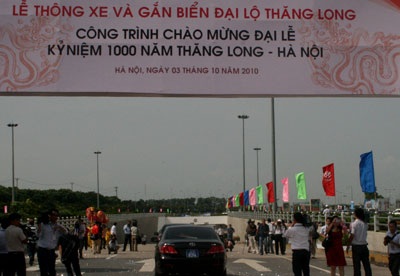 LỄ THÔNG XE VÀ GẮN BIỂN ĐẠI LỘ THĂNG LONG
CÔNG TRÌNH CHÀO MỪNG ĐẠI LỄ
KỶ NIỆM 1000 NĂM THĂNG LONG - HÀ NỘI
HÀ NỘI, NGÀY 03 THÁNG 10 NĂM 2010